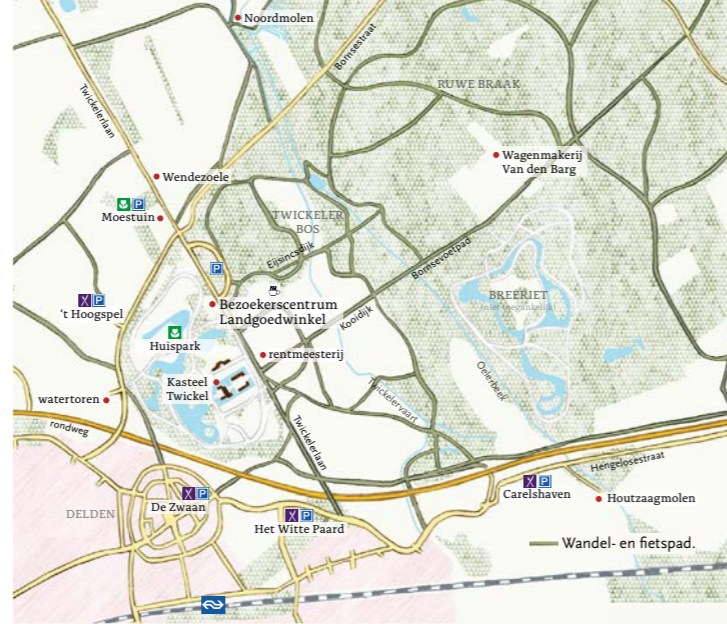 Noordmolen
Bornsestraat
RUWE BRAAK
Twickelerlaan
Wagenmakerij
Van den Barg
Wendezoele
P
Moestuin
TWICKELER
BOS
Eijsincsdijk
P
Bornsevoetpad
P
't Hoogspel
Bezoekerscentrum
Landgoedwinkel
BREERIET
(niet toegankelijk)
Kooidijk
Huispark
rentmeesterij
Oelerbeek
Kasteel
Twickel
watertoren
Twickelervaart
rondweg
Twickelerlaan
Hengelosestraat
P
Carelshaven
Houtzaagmolen
P
De Zwaan
DELDEN
P
Het Witte Paard
Wandel- en fietspad.